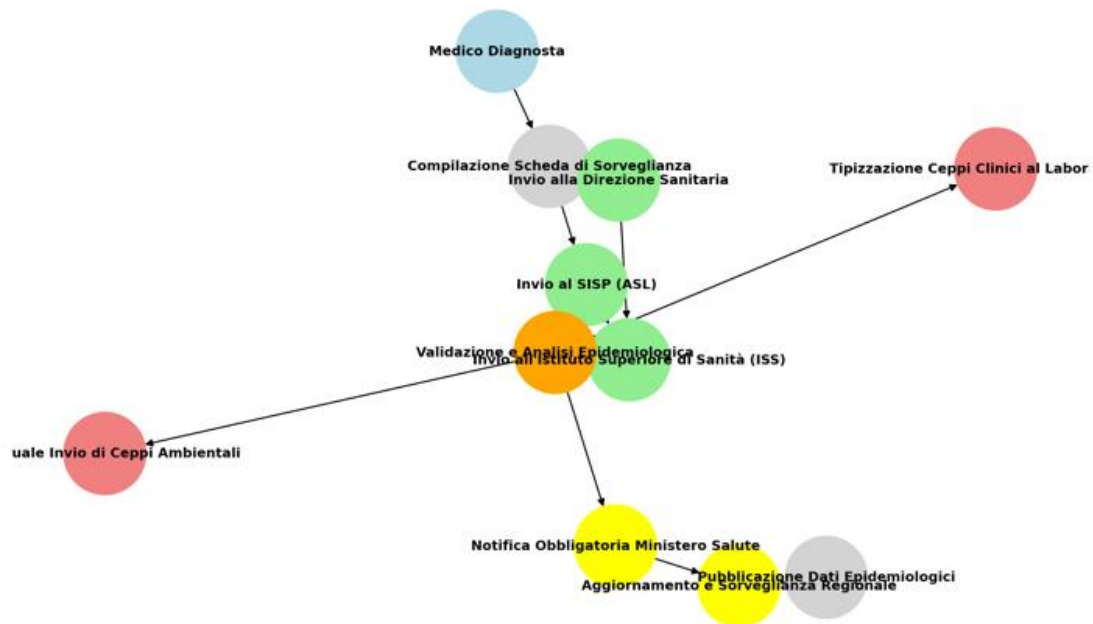 Medico Diagnosta
Compilazione Scheda di Sorveglianza
Tipizzazione Ceppi Clinici al Labor
Invio alla Direzione Sanitaria
Invio al SISP (ASL)
Validazione e Analisi Epidemiologica
Invio all'Istituto Superiore di Sanità (ISS)
uale Invio di Ceppi Ambientali
Notifica Obbligatoria Ministero Salute
Pubblicazione Dati Epidemiologici
Aggiornamento e Sorveglianza Regionale